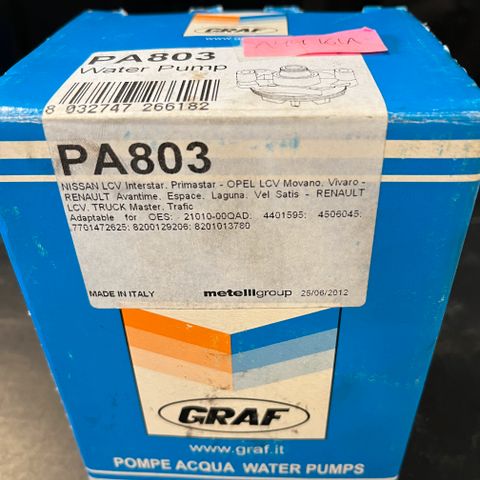 GRAF
PA803
Water Pump
8 032747 266182
PA803
NISSAN LCV Interstar, Primastar - OPEL LCV Movano, Vivaro -
RENAULT Avantime, Espace, Laguna, Vel Satis - RENAULT
LCV, TRUCK Master, Trafic
Adaptable for OES: 21010-00QAD; 4401595; 4506045;
7701472625; 8200129206; 8201013780
MADE IN ITALY
metelligroup 25/06/2012
GRAF
www.graf.it
POMPE ACQUA WATER PUMPS